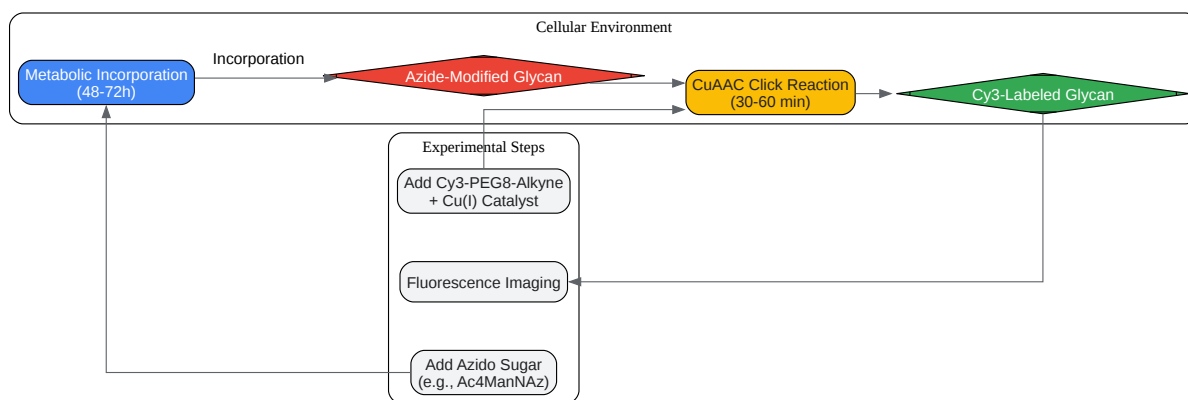 Cellular Environment
Metabolic Incorporation
(48-72h)
Incorporation
Azide-Modified Glycan
CuAAC Click Reaction
(30-60 min)
Cy3-Labeled Glycan
Experimental Steps
Add Cy3-PEG8-Alkyne
+ Cu(I) Catalyst
Fluorescence Imaging
Add Azido Sugar
(e.g., Ac4ManNAz)